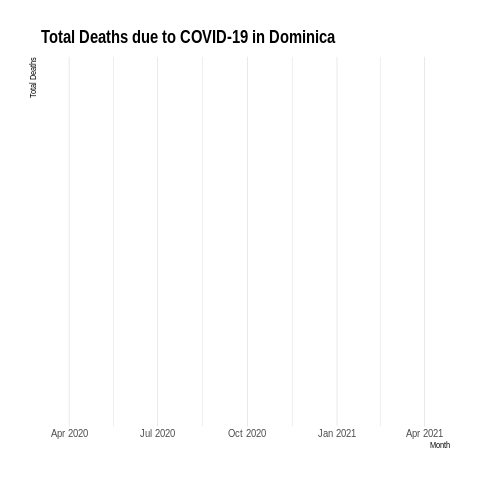 Total Deaths due to COVID-19 in Dominica
Total Deaths
Apr 2020 Jul 2020 Oct 2020 Jan 2021 Apr 2021
Month